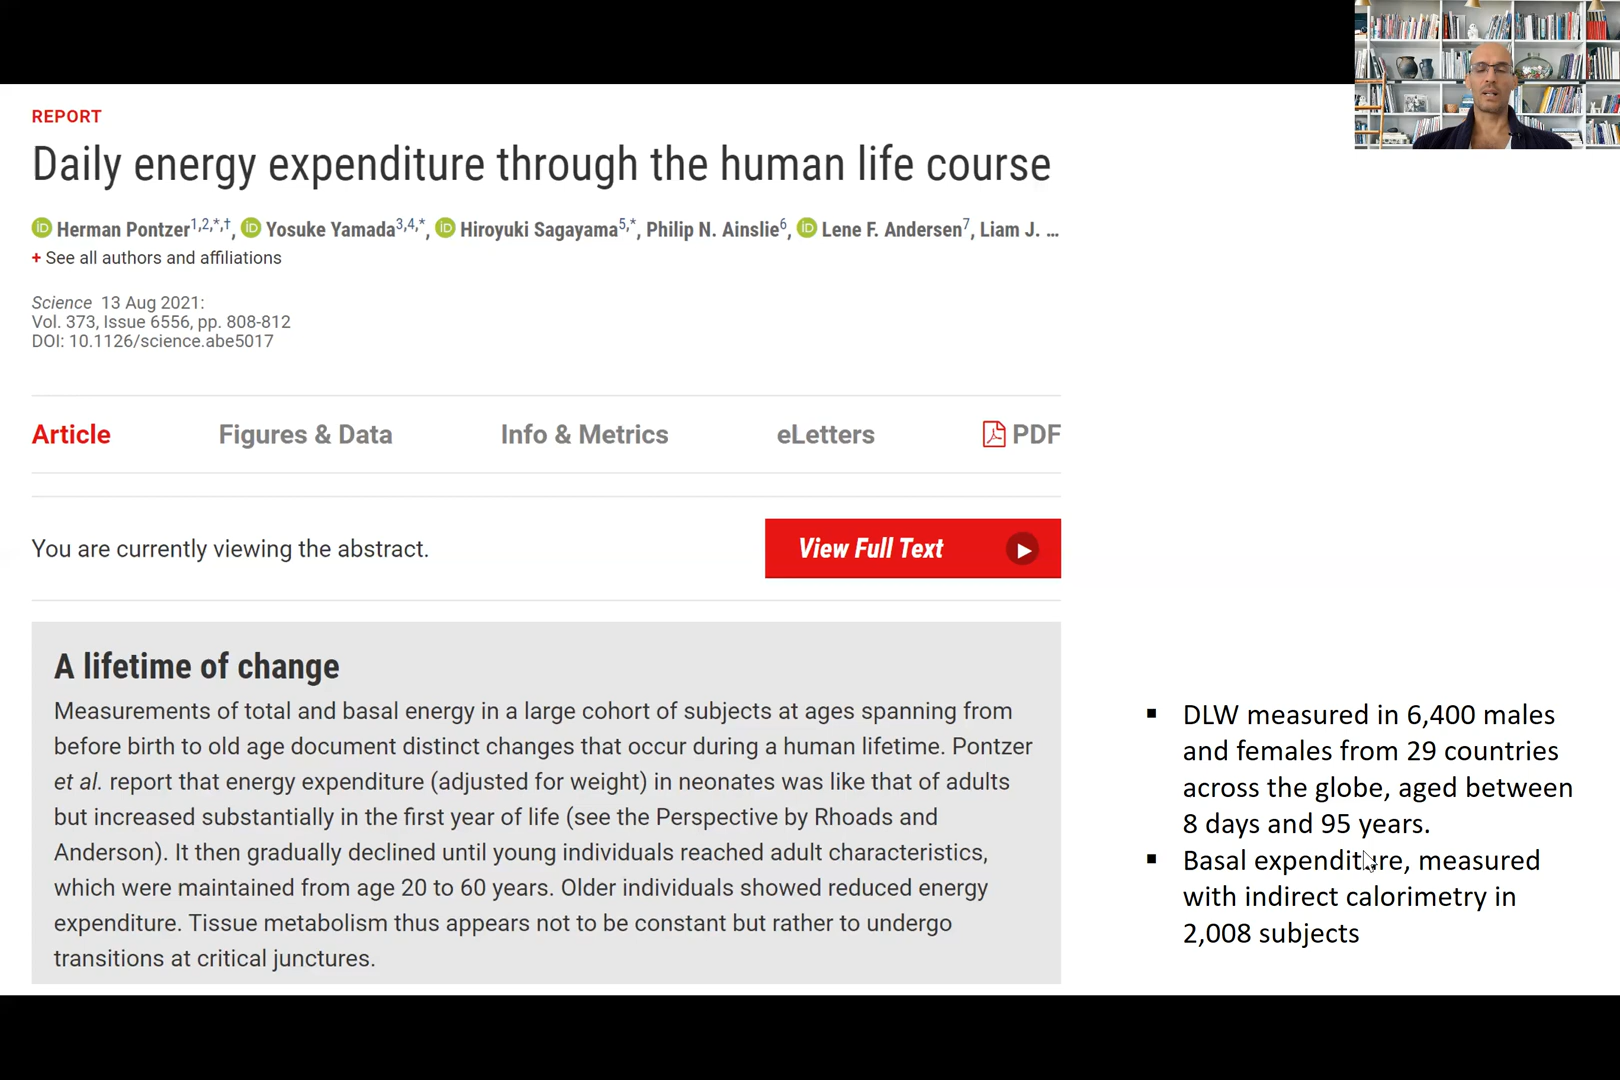 REPORT
Daily energy expenditure through the human life course
iD Herman Pontzer1,2,*,†, iD Yosuke Yamada3,4,*, iD Hiroyuki Sagayama5,*, Philip N. Ainslie6, iD Lene F. Andersen7, Liam J. ...
+ See all authors and affiliations
Science 13 Aug 2021:
Vol. 373, Issue 6556, pp. 808-812
DOI: 10.1126/science.abe5017
Article Figures & Data Info & Metrics eLetters PDF
You are currently viewing the abstract.
View Full Text
A lifetime of change
Measurements of total and basal energy in a large cohort of subjects at ages spanning from
before birth to old age document distinct changes that occur during a human lifetime. Pontzer
et al. report that energy expenditure (adjusted for weight) in neonates was like that of adults
but increased substantially in the first year of life (see the Perspective by Rhoads and
Anderson). It then gradually declined until young individuals reached adult characteristics,
which were maintained from age 20 to 60 years. Older individuals showed reduced energy
expenditure. Tissue metabolism thus appears not to be constant but rather to undergo
transitions at critical junctures.
▪ DLW measured in 6,400 males
and females from 29 countries
across the globe, aged between
8 days and 95 years.
▪ Basal expenditure, measured
with indirect calorimetry in
2,008 subjects